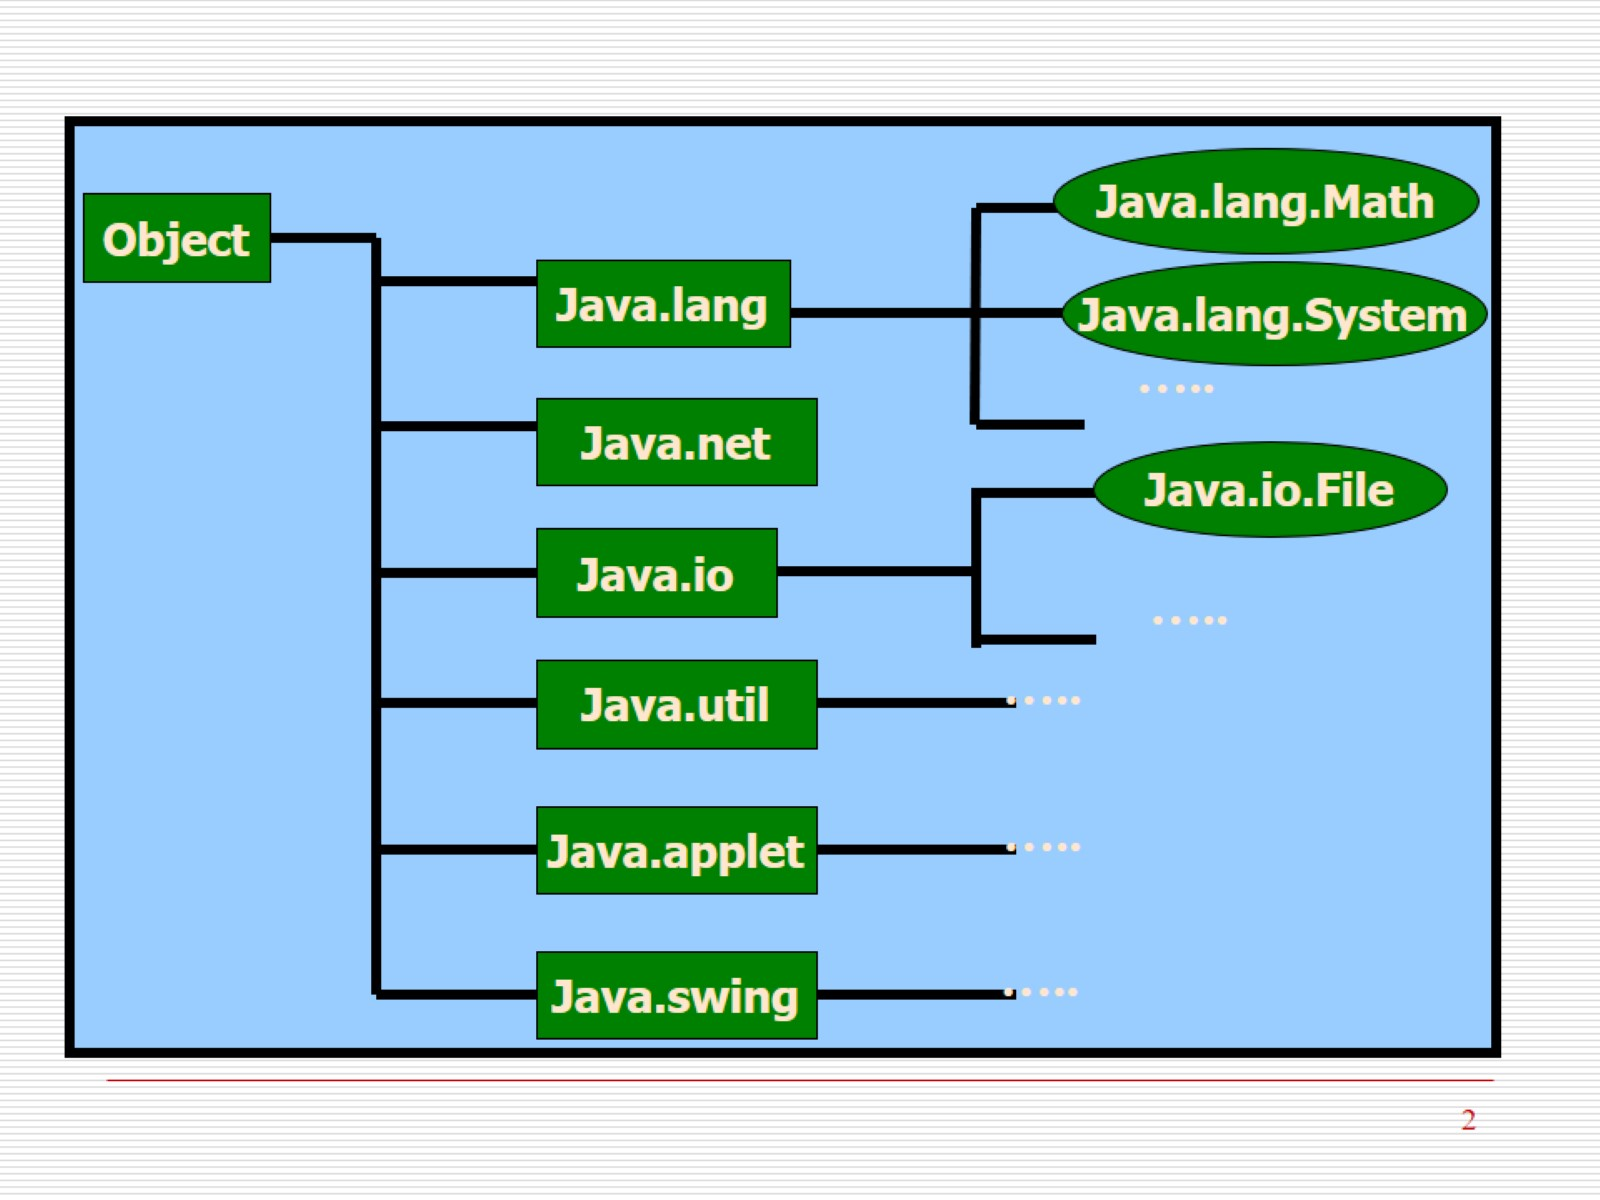 Object
Java.lang
Java.lang.Math
Java.lang.System
.....
Java.net
Java.io
Java.io.File
.....
Java.util
.....
Java.applet
.....
Java.swing
.....
2